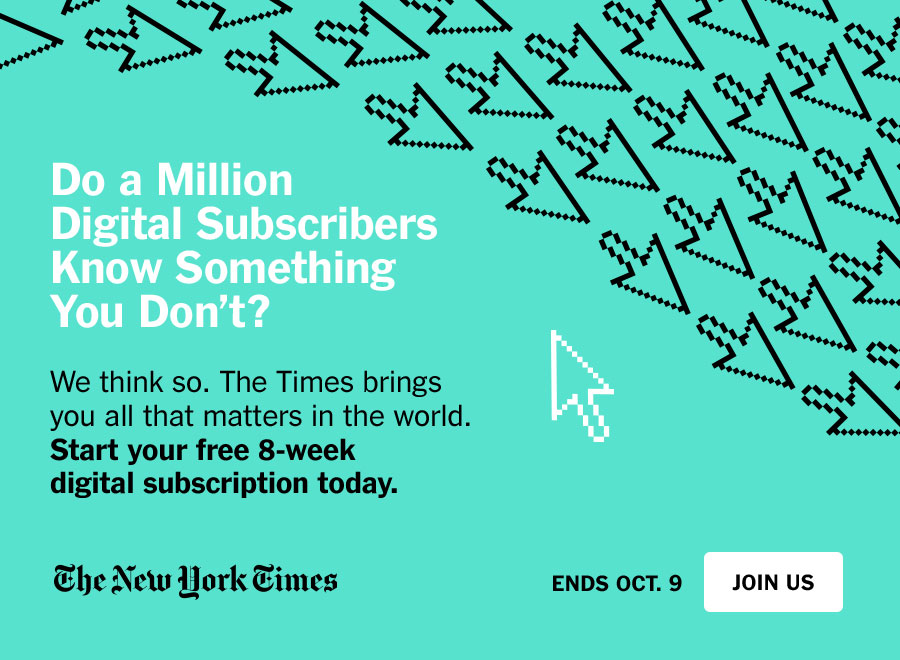 Do a Million
Digital Subscribers
Know Something
You Don’t?
We think so. The Times brings
you all that matters in the world.
Start your free 8-week
digital subscription today.
The New York Times
ENDS OCT. 9
JOIN US